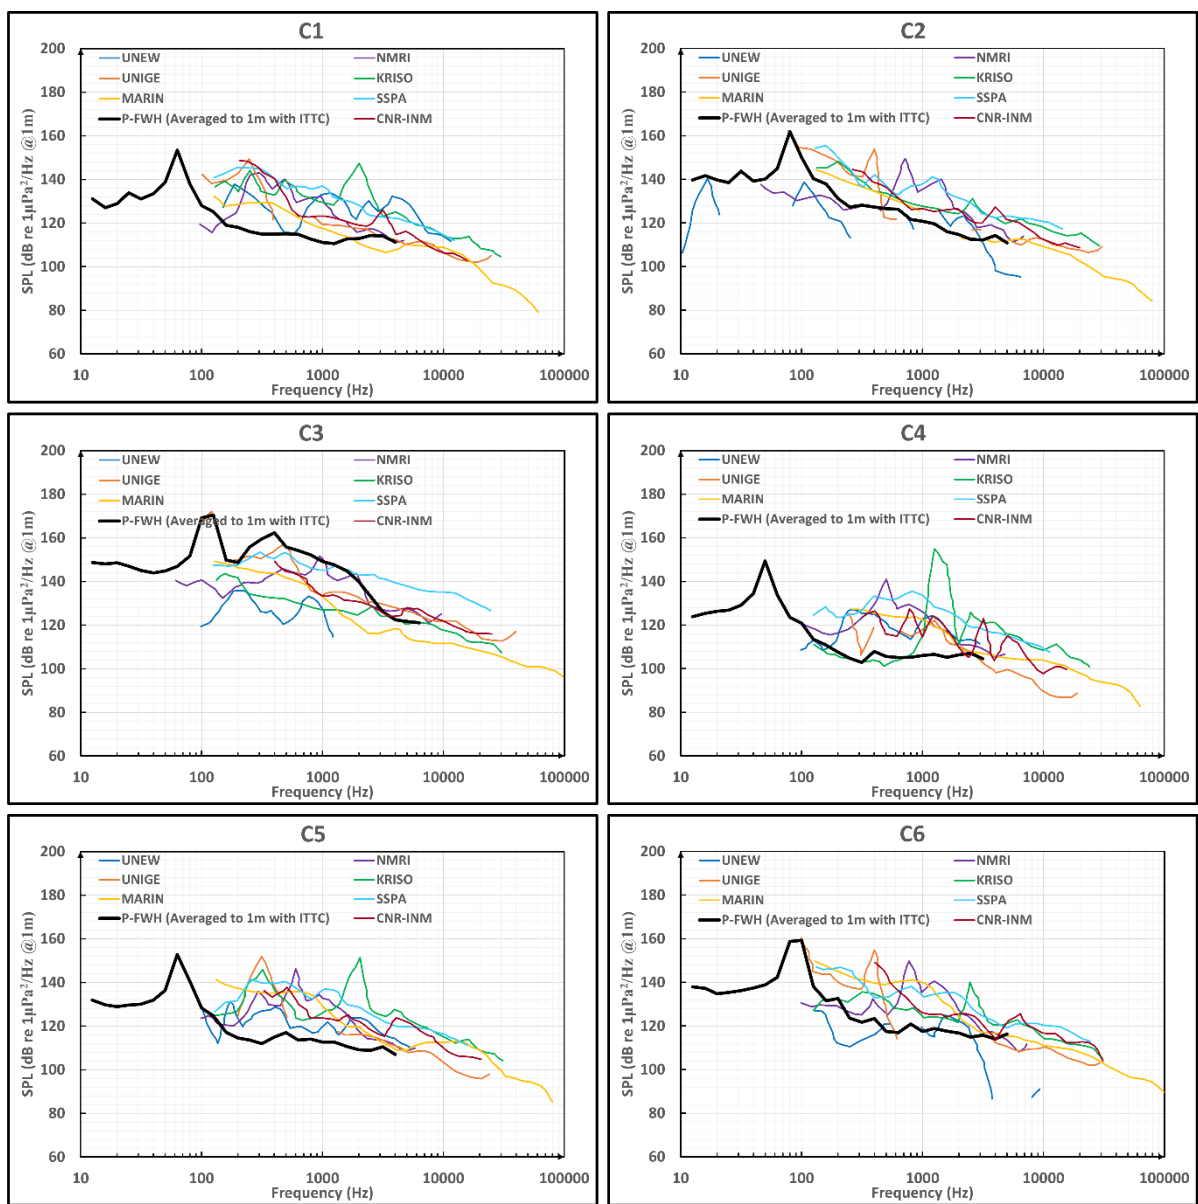 C1
200
180
160
140
120
100
80
60
SPL (dB re 1μPa²/Hz @1m)
UNEW NMRI
UNIGE KRISO
MARIN SSPA
P-FWH (Averaged to 1m with ITTC) CNR-INM
10 100 1000 10000 100000
Frequency (Hz)
C2
200
180
160
140
120
100
80
60
SPL (dB re 1μPa²/Hz @1m)
UNEW NMRI
UNIGE KRISO
MARIN SSPA
P-FWH (Averaged to 1m with ITTC) CNR-INM
10 100 1000 10000 100000
Frequency (Hz)
C3
200
180
160
140
120
100
80
60
SPL (dB re 1μPa²/Hz @1m)
UNEW NMRI
UNIGE KRISO
MARIN SSPA
P-FWH (Averaged to 1m with ITTC) CNR-INM
10 100 1000 10000 100000
Frequency (Hz)
C4
200
180
160
140
120
100
80
60
SPL (dB re 1μPa²/Hz @1m)
UNEW NMRI
UNIGE KRISO
MARIN SSPA
P-FWH (Averaged to 1m with ITTC) CNR-INM
10 100 1000 10000 100000
Frequency (Hz)
C5
200
180
160
140
120
100
80
60
SPL (dB re 1μPa²/Hz @1m)
UNEW NMRI
UNIGE KRISO
MARIN SSPA
P-FWH (Averaged to 1m with ITTC) CNR-INM
10 100 1000 10000 100000
Frequency (Hz)
C6
200
180
160
140
120
100
80
60
SPL (dB re 1μPa²/Hz @1m)
UNEW NMRI
UNIGE KRISO
MARIN SSPA
P-FWH (Averaged to 1m with ITTC) CNR-INM
10 100 1000 10000 100000
Frequency (Hz)